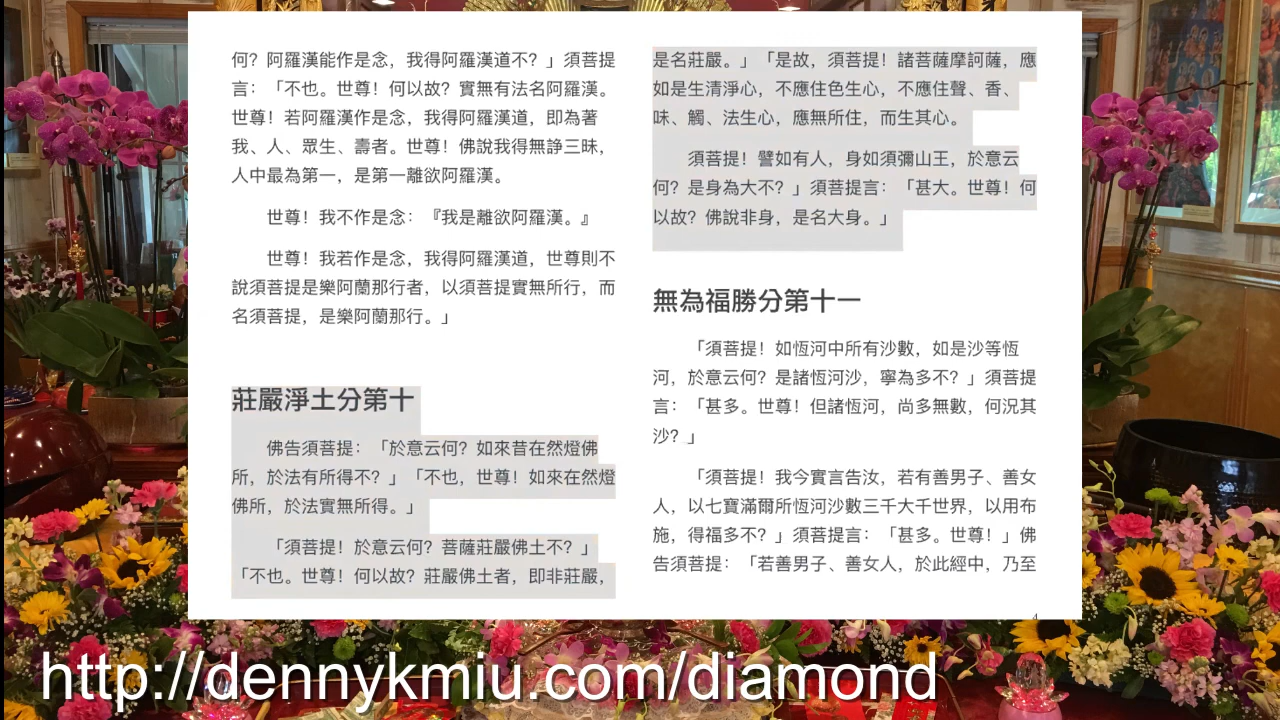 何？阿羅漢能作是念，我得阿羅漢道不？」須菩提
言：「不也。世尊！何以故？實無有法名阿羅漢。
世尊！若阿羅漢作是念，我得阿羅漢道，即為著
我、人、眾生、壽者。世尊！佛說我得無諍三昧，
人中最為第一，是第一離欲阿羅漢。
世尊！我不作是念：『我是離欲阿羅漢。』
世尊！我若作是念，我得阿羅漢道，世尊則不
說須菩提是樂阿蘭那行者，以須菩提實無所行，而
名須菩提，是樂阿蘭那行。」
莊嚴淨土分第十
佛告須菩提：「於意云何？如來昔在然燈佛
所，於法有所得不？」「不也，世尊！如來在然燈
佛所，於法實無所得。」
「須菩提！於意云何？菩薩莊嚴佛土不？」
「不也。世尊！何以故？莊嚴佛土者，即非莊嚴，
是名莊嚴。」「是故，須菩提！諸菩薩摩訶薩，應
如是生清淨心，不應住色生心，不應住聲、香、
味、觸、法生心，應無所住，而生其心。
須菩提！譬如有人，身如須彌山王，於意云
何？是身為大不？」須菩提言：「甚大。世尊！何
以故？佛說非身，是名大身。」
無為福勝分第十一
「須菩提！如恆河中所有沙數，如是沙等恆
河，於意云何？是諸恆河沙，寧為多不？」須菩提
言：「甚多。世尊！但諸恆河，尚多無數，何況其
沙？」
「須菩提！我今實言告汝，若有善男子、善女
人，以七寶滿爾所恆河沙數三千大千世界，以用布
施，得福多不？」須菩提言：「甚多。世尊！」佛
告須菩提：「若善男子、善女人，於此經中，乃至
4
http://dennykmiu.com/diamond